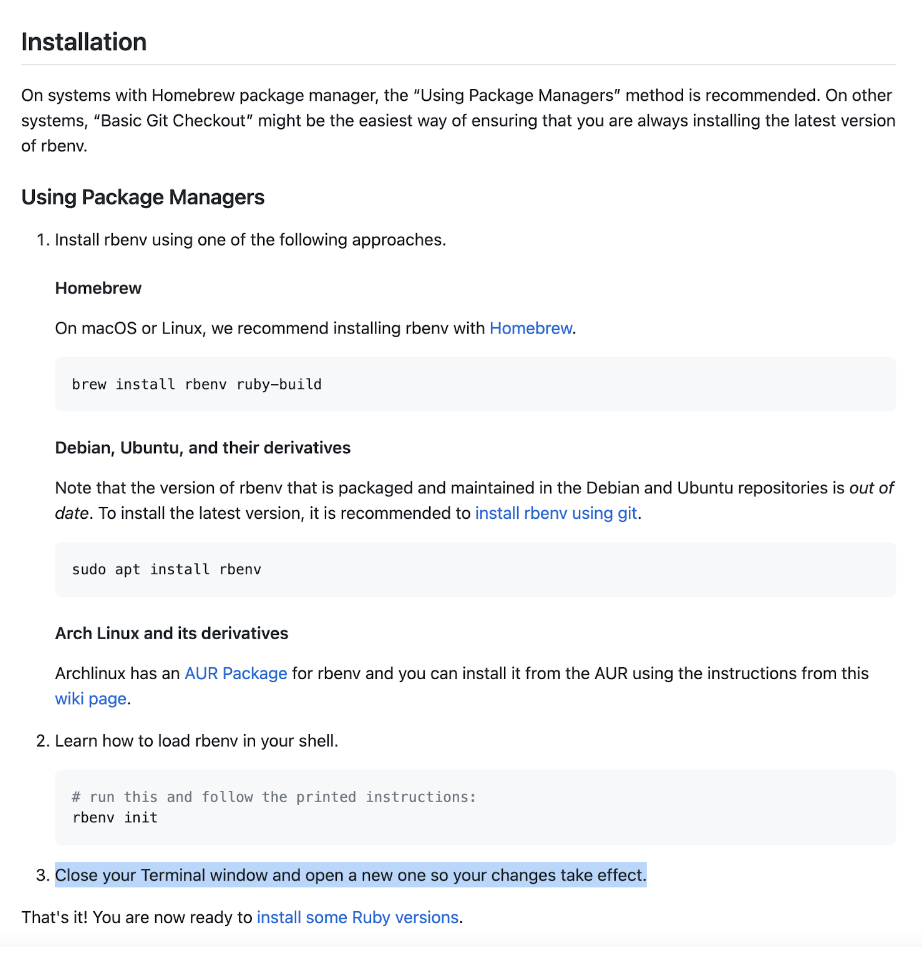 Installation
On systems with Homebrew package manager, the “Using Package Managers” method is recommended. On other
systems, “Basic Git Checkout” might be the easiest way of ensuring that you are always installing the latest version
of rbenv.
Using Package Managers
1. Install rbenv using one of the following approaches.
Homebrew
On macOS or Linux, we recommend installing rbenv with Homebrew.
brew install rbenv ruby-build
Debian, Ubuntu, and their derivatives
Note that the version of rbenv that is packaged and maintained in the Debian and Ubuntu repositories is out of
date. To install the latest version, it is recommended to install rbenv using git.
sudo apt install rbenv
Arch Linux and its derivatives
Archlinux has an AUR Package for rbenv and you can install it from the AUR using the instructions from this
wiki page.
2. Learn how to load rbenv in your shell.
# run this and follow the printed instructions:
rbenv init
3. Close your Terminal window and open a new one so your changes take effect.
That's it! You are now ready to install some Ruby versions.